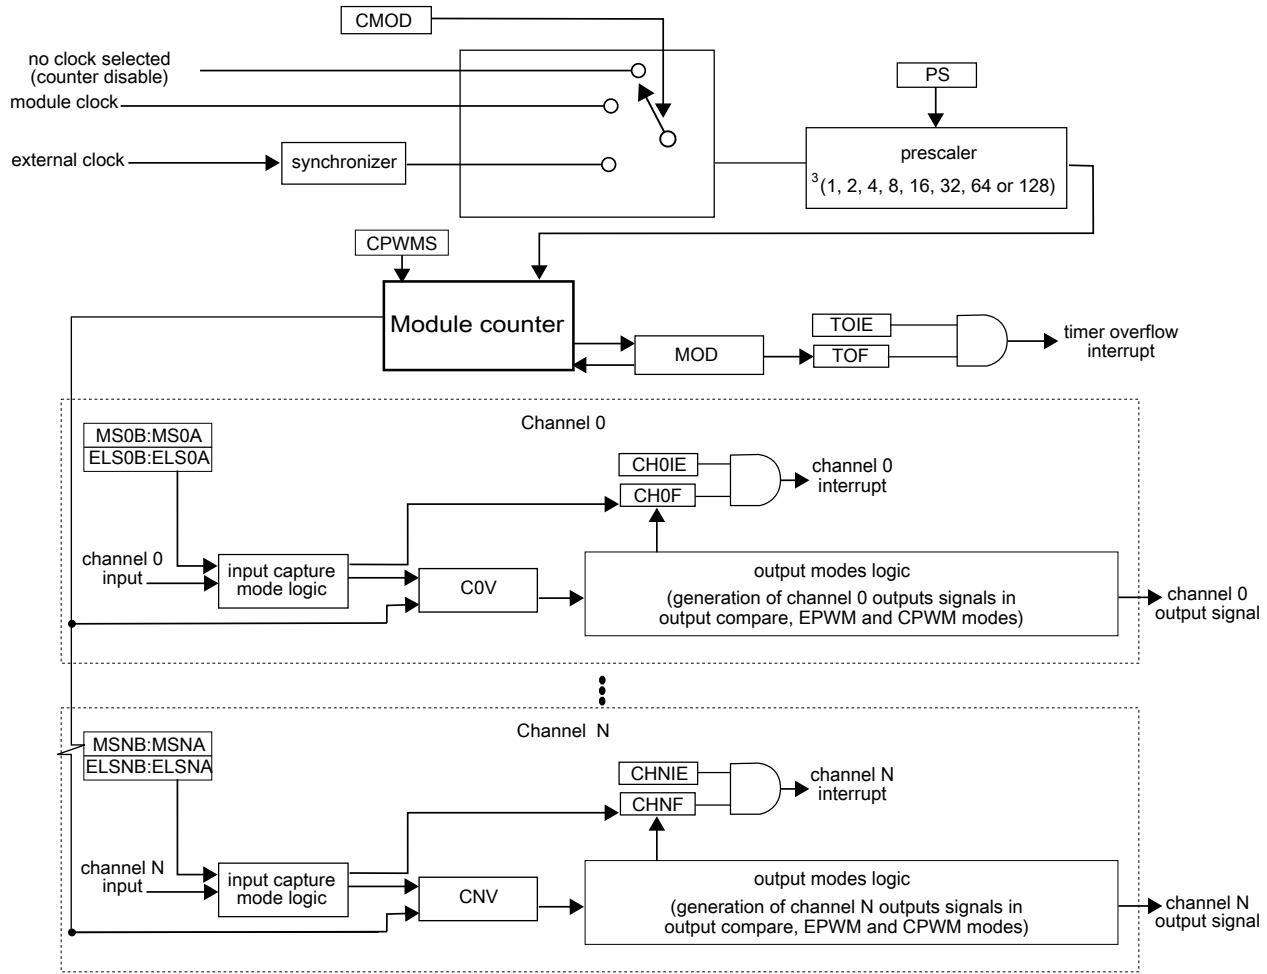 CMOD
no clock selected
(counter disable)
module clock
external clock
synchronizer
PS
prescaler
3 (1, 2, 4, 8, 16, 32, 64 or 128)
CPWMS
Module counter
MOD
TOIE
TOF
timer overflow
interrupt
Channel 0
MS0B:MS0A
ELS0B:ELS0A
CH0IE
CH0F
channel 0
interrupt
channel 0
input
input capture
mode logic
C0V
output modes logic
(generation of channel 0 outputs signals in
output compare, EPWM and CPWM modes)
channel 0
output signal
Channel N
MSNB:MSNA
ELSNB:ELSNA
CHNIE
CHNF
channel N
interrupt
channel N
input
input capture
mode logic
CNV
output modes logic
(generation of channel N outputs signals in
output compare, EPWM and CPWM modes)
channel N
output signal